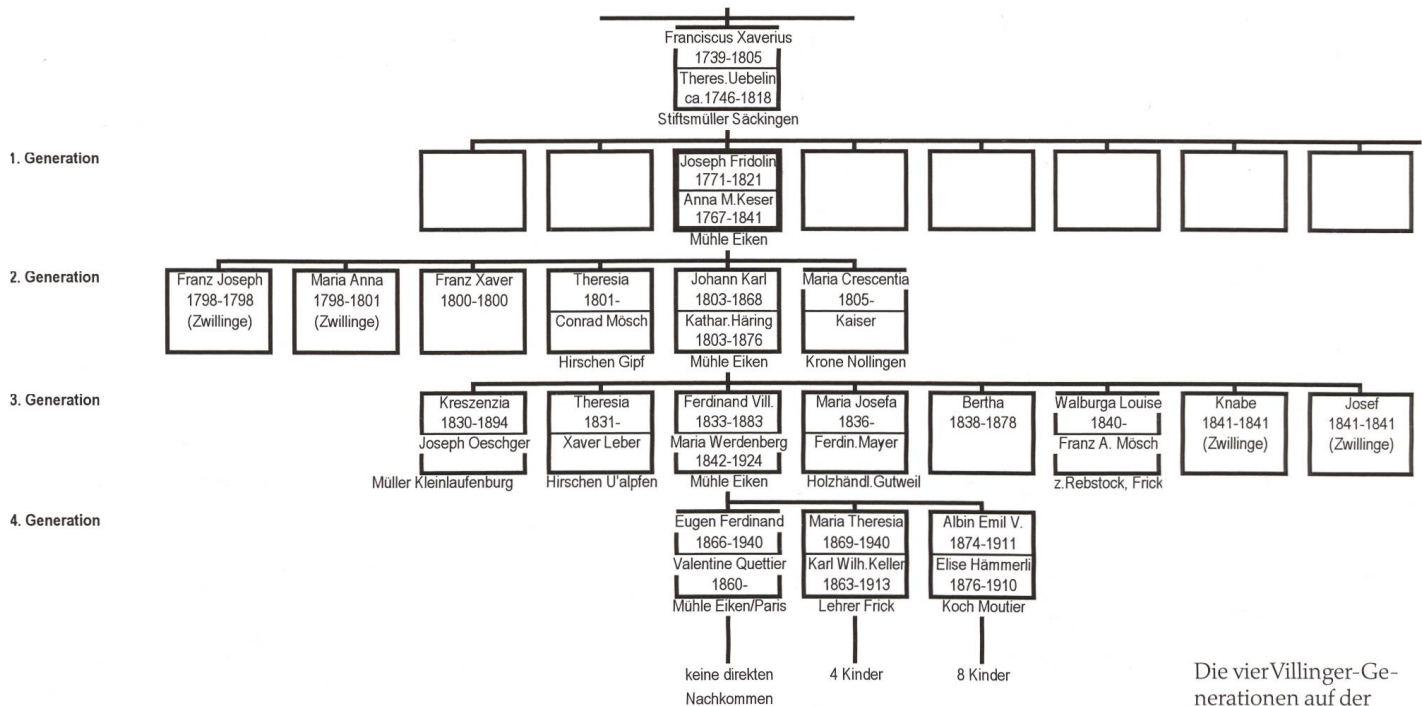 Franciscus Xaverius
1739-1805
Theres.Uebelin
ca.1746-1818
Stiftsmüller Säckingen
1. Generation
Joseph Fridolin
1771-1821
Anna M.Keser
1767-1841
Mühle Eiken
2. Generation
Franz Joseph
1798-1798
(Zwillinge)
Maria Anna
1798-1801
(Zwillinge)
Franz Xaver
1800-1800
Theresia
1801-
Conrad Mösch
Hirschen Gipf
Johann Karl
1803-1868
Kathar.Häring
1803-1876
Mühle Eiken
Maria Crescentia
1805-
Kaiser
Krone Nollingen
3. Generation
Kreszenzia
1830-1894
Joseph Oeschger
Müller Kleinlaufenburg
Theresia
1831-
Xaver Leber
Hirschen U'alpfen
Ferdinand Vill.
1833-1883
Maria Werdenberg
1842-1924
Mühle Eiken
Maria Josefa
1836-
Ferdin.Mayer
Holzhändl.Gutweil
Bertha
1838-1878
Walburga Louise
1840-
Franz A. Mösch
z.Rebstock, Frick
Knabe
1841-1841
(Zwillinge)
Josef
1841-1841
(Zwillinge)
4. Generation
Eugen Ferdinand
1866-1940
Valentine Quettier
1860-
Mühle Eiken/Paris
keine direkten
Nachkommen
Maria Theresia
1869-1940
Karl Wilh.Keller
1863-1913
Lehrer Frick
4 Kinder
Albin Emil V.
1874-1911
Elise Hämmerli
1876-1910
Koch Moutier
8 Kinder
Die vier Villinger-Ge-
nerationen auf der